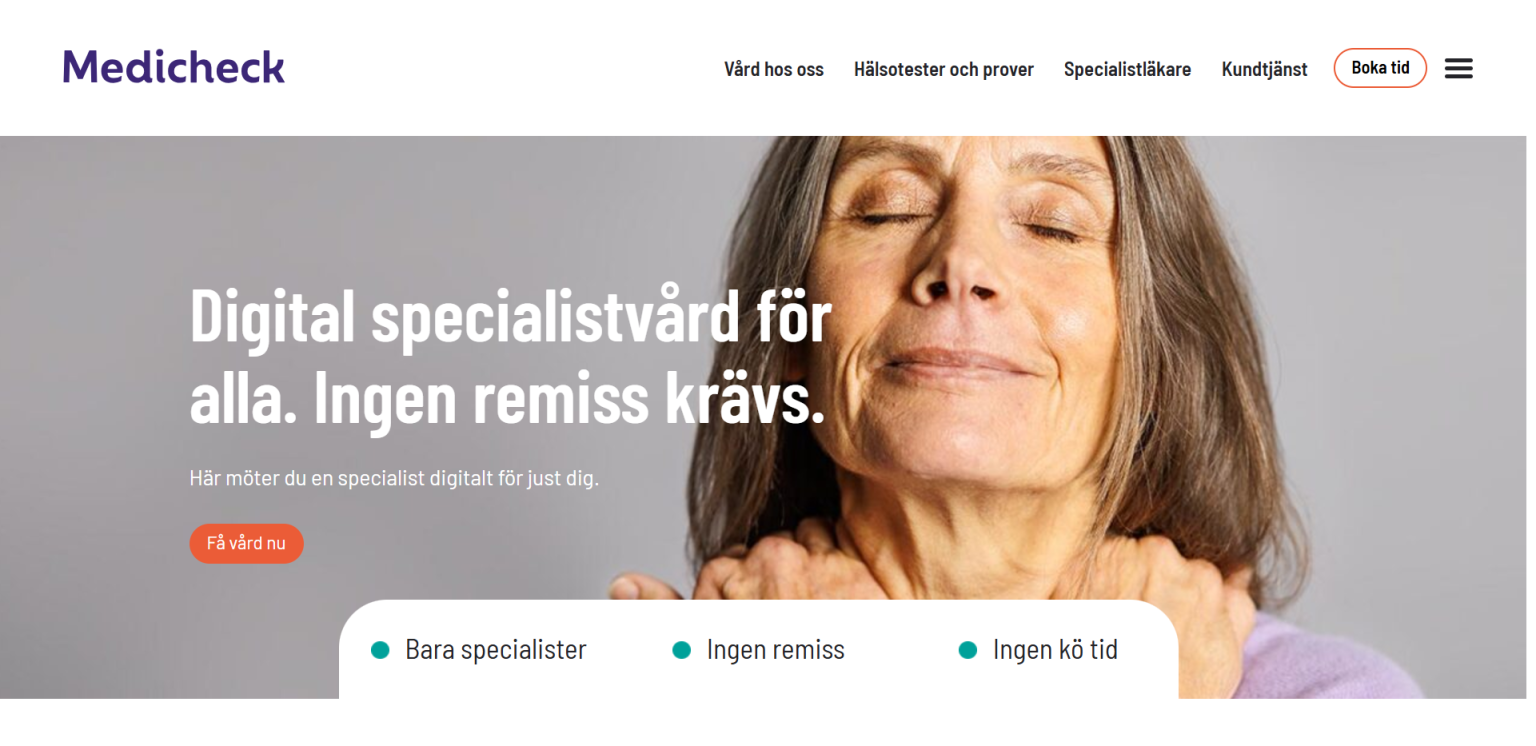 Medicheck
Vård hos oss
Hälsotester och prover
Specialistläkare
Kundtjänst
Boka tid
Digital specialistvård för
alla. Ingen remiss krävs.
Här möter du en specialist digitalt för just dig.
Få vård nu
Bara specialister
Ingen remiss
Ingen kö tid